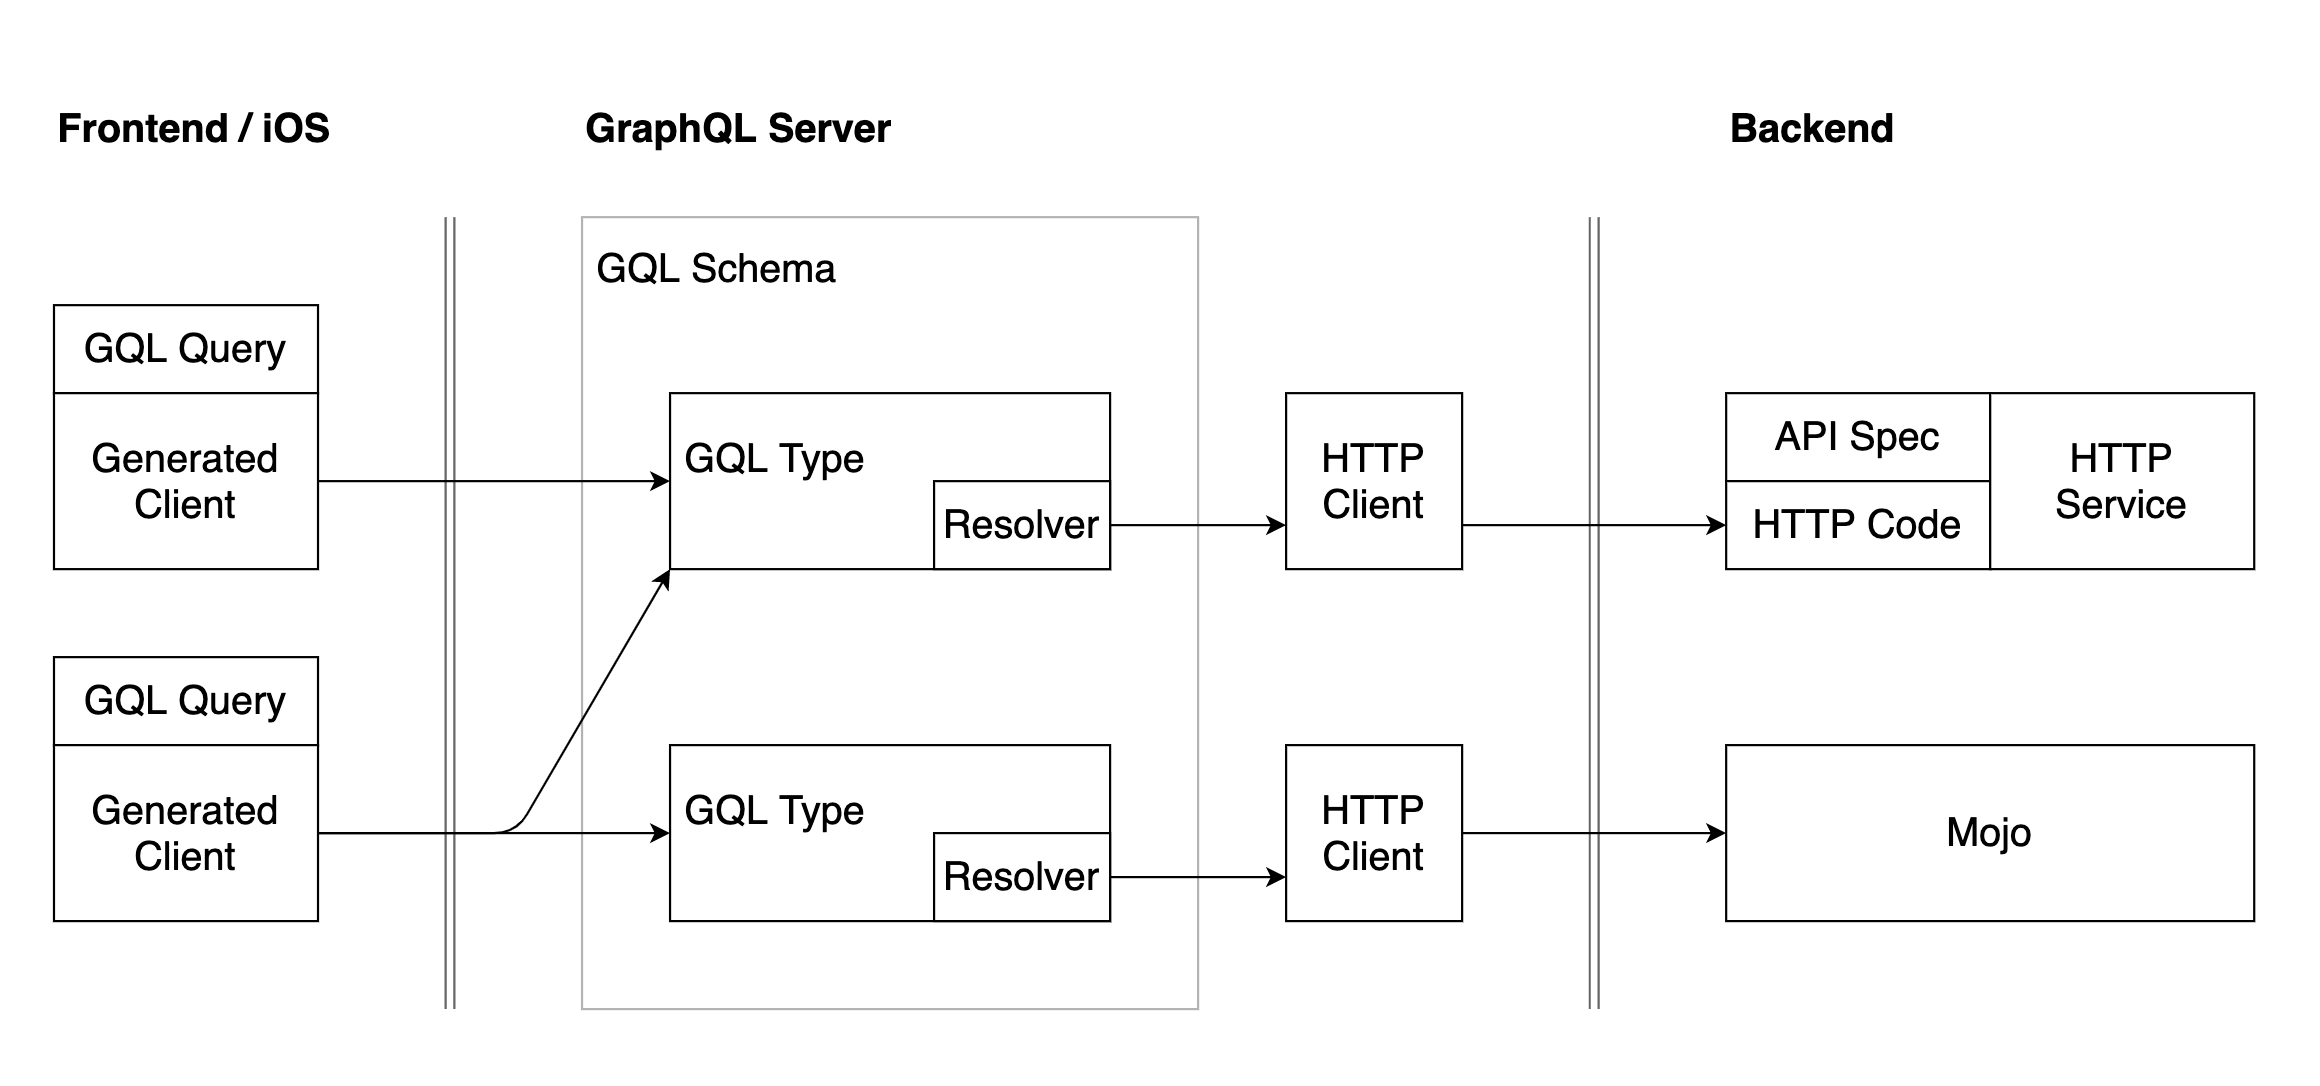 Frontend / iOS
GraphQL Server
Backend
GQL Schema
GQL Query
Generated
Client
GQL Type
Resolver
HTTP
Client
API Spec
HTTP Code
HTTP
Service
GQL Query
Generated
Client
GQL Type
Resolver
HTTP
Client
Mojo